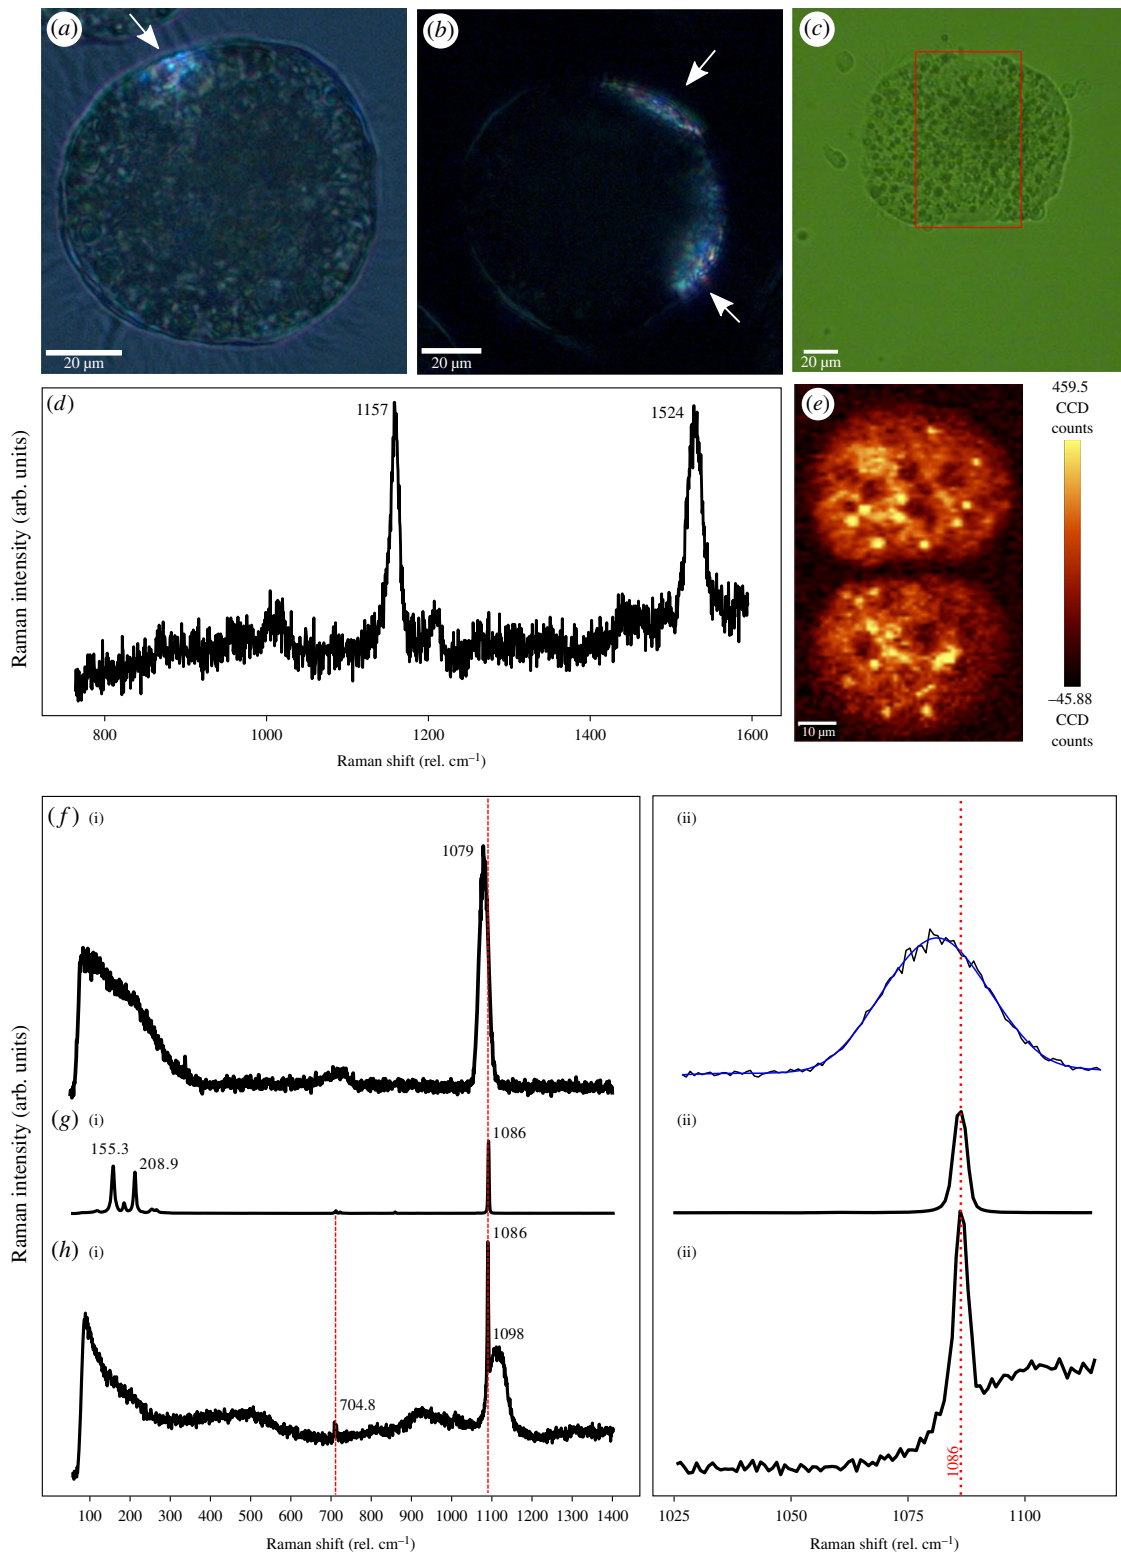 (a)
20 μm
(b)
20 μm
(c)
20 μm
(d)
1157
1524
Raman intensity (arb. units)
800
1000
1200
1400
1600
Raman shift (rel. cm⁻¹)
(e)
10 μm
459.5
CCD
counts
–45.88
CCD
counts
(f) (i)
1079
(ii)
(g) (i)
155.3
208.9
1086
(ii)
(h) (i)
1086
1098
704.8
(ii)
1086
Raman intensity (arb. units)
100 200 300 400 500 600 700 800 900 1000 1100 1200 1300 1400
Raman shift (rel. cm⁻¹)
1025 1050 1075 1100
Raman shift (rel. cm⁻¹)